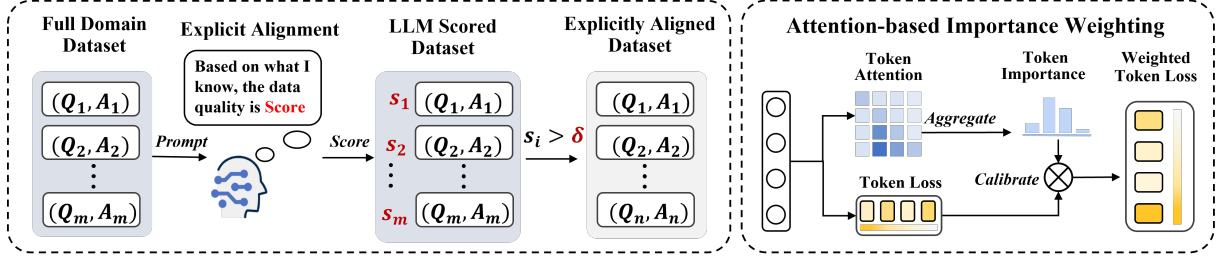 Full Domain
Dataset
(Q1, A1)
(Q2, A2)
⋮
(Qm, Am)
Prompt
Explicit Alignment
Based on what I
know, the data
quality is Score
Score
LLM Scored
Dataset
s1 (Q1, A1)
s2 (Q2, A2)
⋮ ⋮
sm (Qm, Am)
si > δ
Explicitly Aligned
Dataset
(Q1, A1)
(Q2, A2)
⋮
(Qn, An)
Attention-based Importance Weighting
Token
Attention
Aggregate
Token
Importance
Weighted
Token Loss
Token Loss
Calibrate